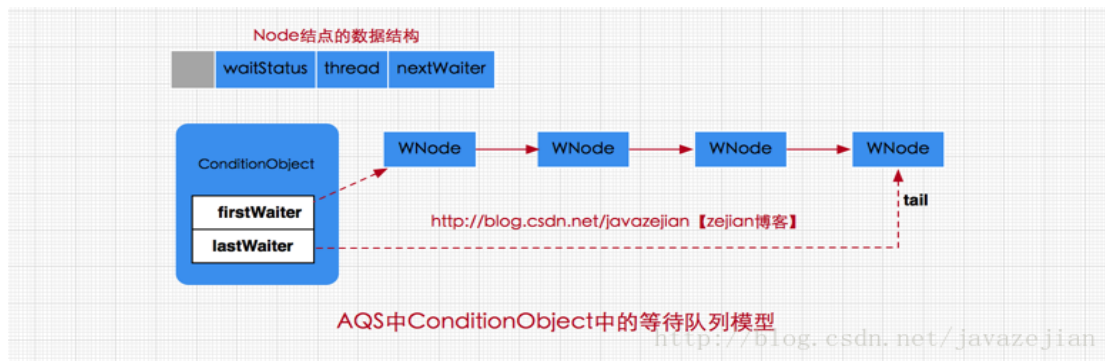 Node结点的数据结构
waitStatus thread nextWaiter
WNode WNode WNode WNode
ConditionObject
firstWaiter
tail
http://blog.csdn.net/javazejian【zejian博客】
lastWaiter
AQS中ConditionObject中的等待队列模型
http://blog.csdn.net/javazejian